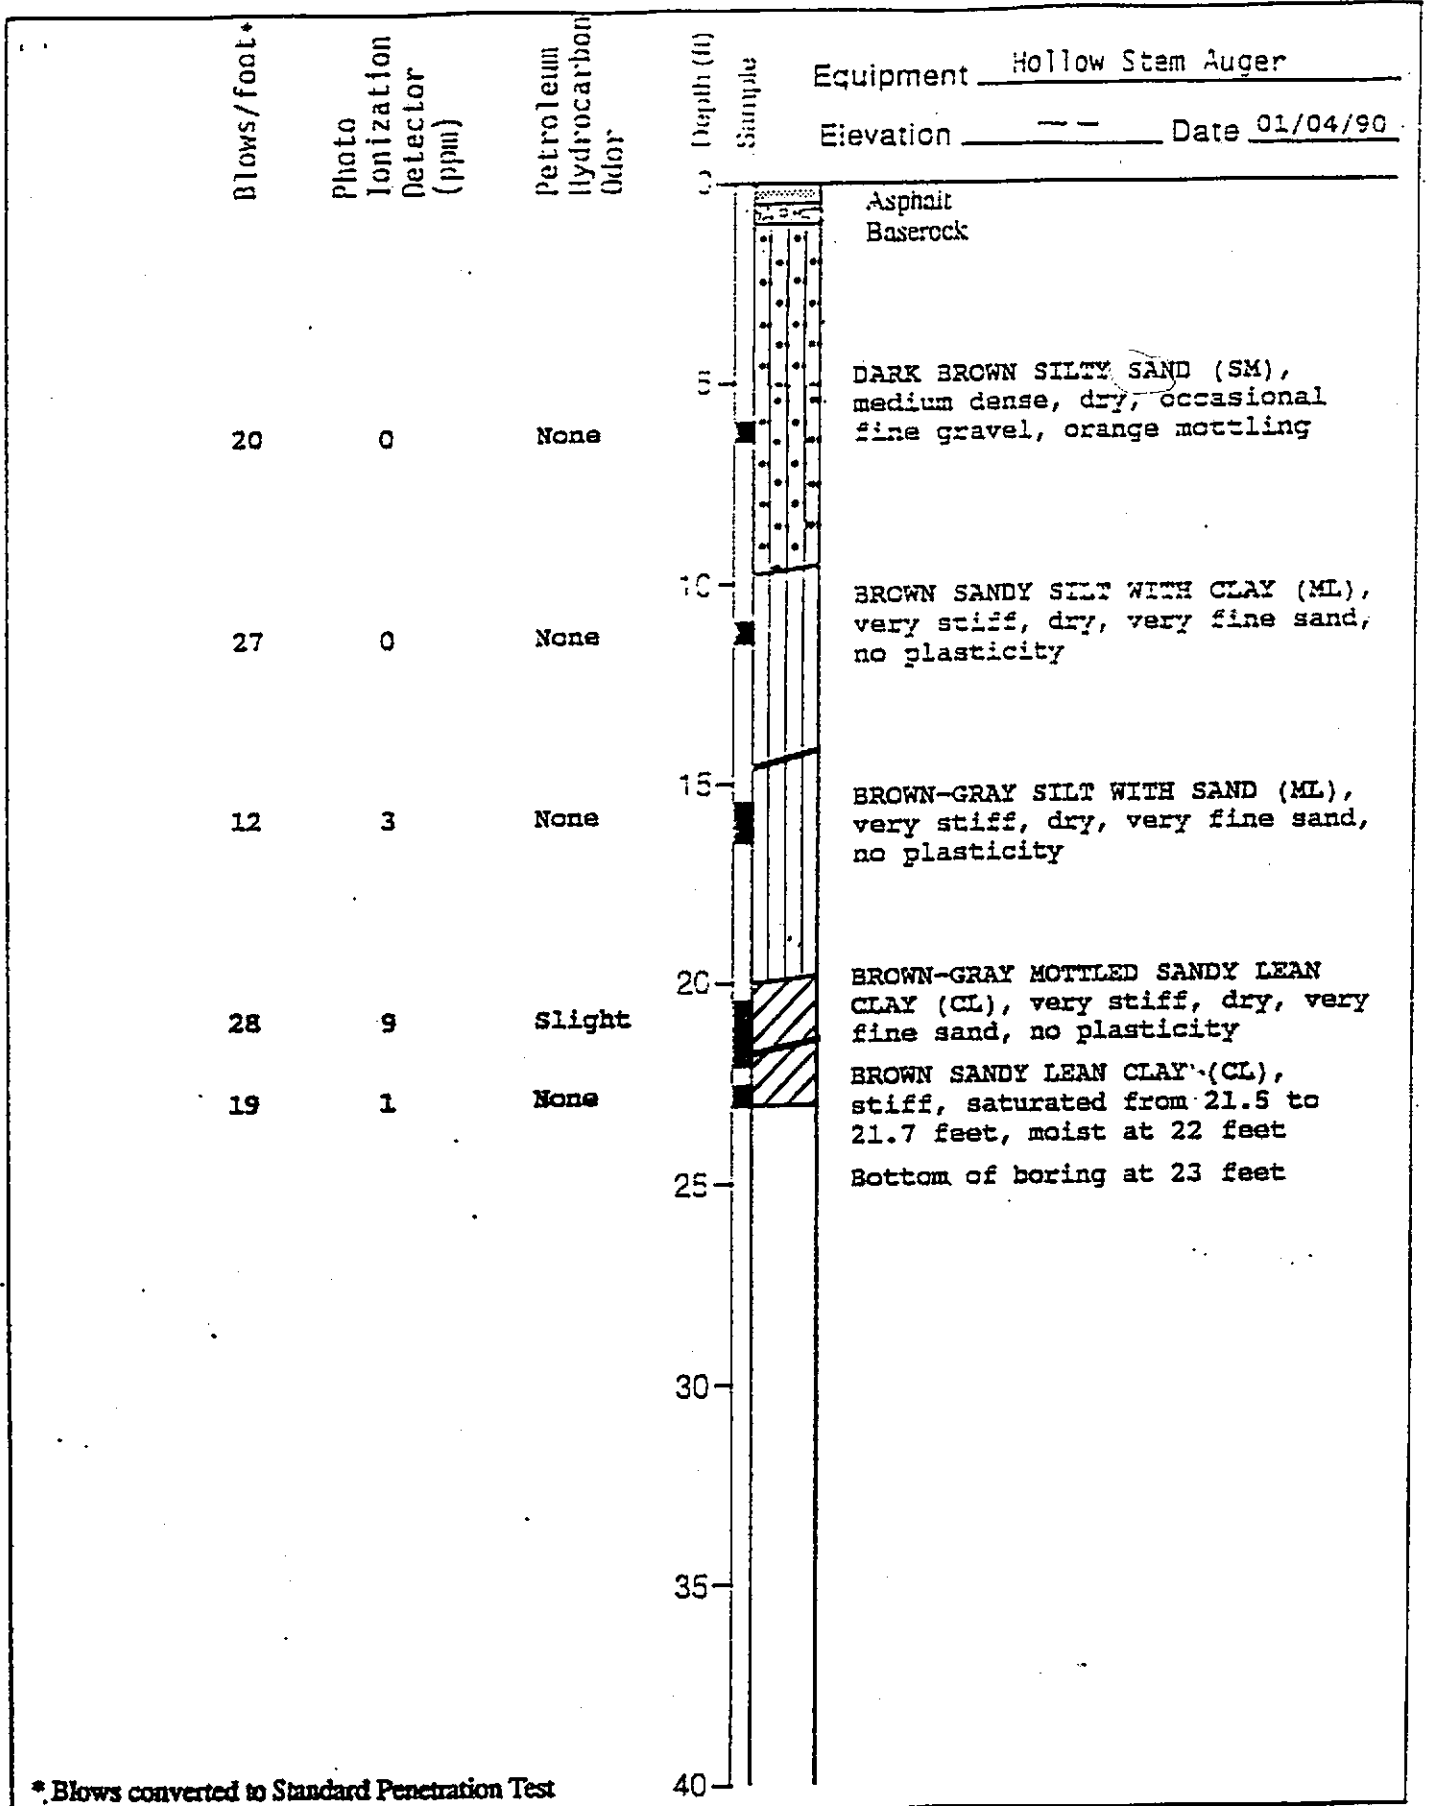 Blows/foot*
Photo
Ionization
Detector
(ppm)
Petroleum
Hydrocarbon
Odor
Depth (ft)
Sample
Equipment Hollow Stem Auger
Elevation -- Date 01/04/90
0
Asphalt
Baserock
5
DARK BROWN SILTY SAND (SM),
medium dense, dry, occasional
fine gravel, orange mottling
20 0 None
10
BROWN SANDY SILT WITH CLAY (ML),
very stiff, dry, very fine sand,
no plasticity
27 0 None
15
BROWN-GRAY SILT WITH SAND (ML),
very stiff, dry, very fine sand,
no plasticity
12 3 None
20
BROWN-GRAY MOTTLED SANDY LEAN
CLAY (CL), very stiff, dry, very
fine sand, no plasticity
28 9 Slight
BROWN SANDY LEAN CLAY (CL),
stiff, saturated from 21.5 to
21.7 feet, moist at 22 feet
19 1 None
Bottom of boring at 23 feet
25
30
35
40
* Blows converted to Standard Penetration Test